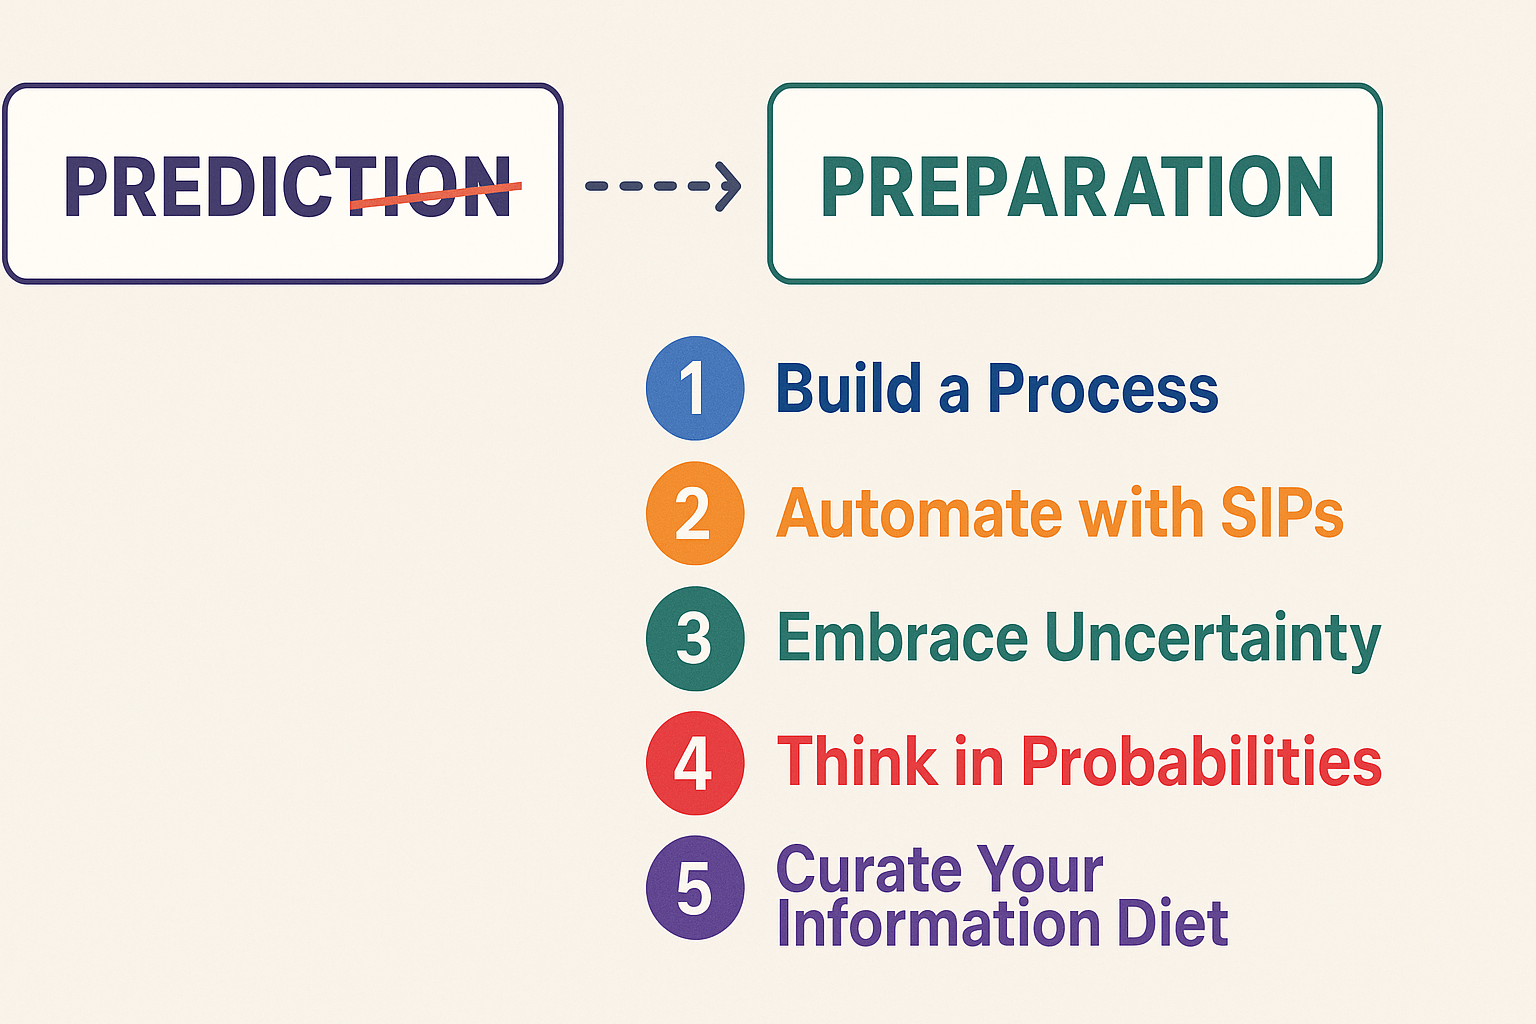 PREDICTION
PREPARATION
1 Build a Process
2 Automate with SIPs
3 Embrace Uncertainty
4 Think in Probabilities
5 Curate Your
Information Diet